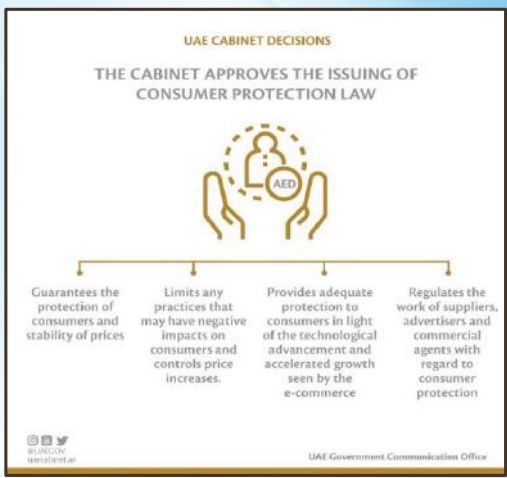 UAE CABINET DECISIONS
THE CABINET APPROVES THE ISSUING OF
CONSUMER PROTECTION LAW
AED
Guarantees the
protection of
consumers and
stability of prices
Limits any
practices that
may have negative
impacts on
consumers and
controls price
increases.
Provides adequate
protection to
consumers in light
of the technological
advancement and
accelerated growth
seen by the
e-commerce
Regulates the
work of suppliers,
advertisers and
commercial
agents with
regard to
consumer
protection
@UAEGOV
uaecabinet.ae
UAE Government Communication Office